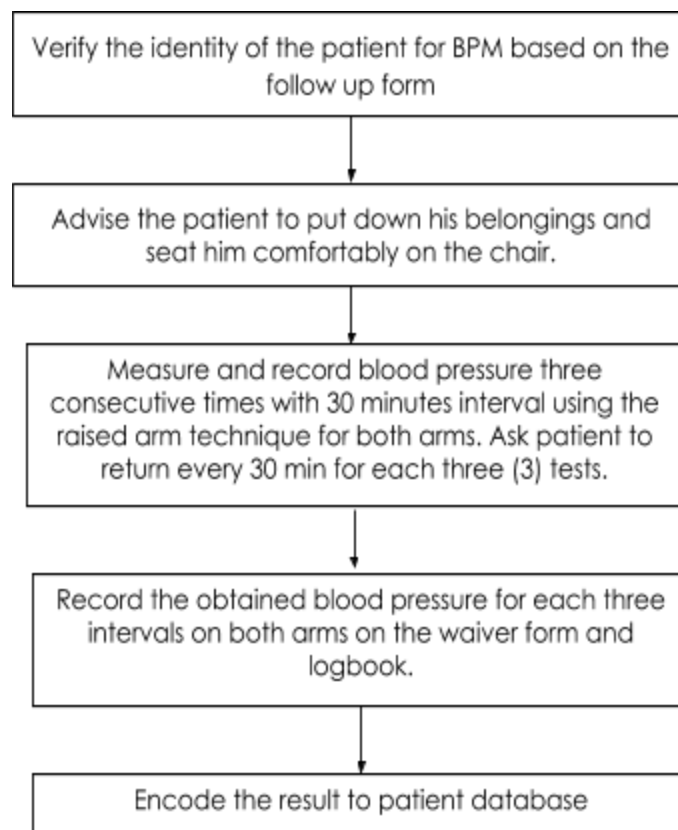 Verify the identity of the patient for BPM based on the
follow up form
Advise the patient to put down his belongings and
seat him comfortably on the chair.
Measure and record blood pressure three
consecutive times with 30 minutes interval using the
raised arm technique for both arms. Ask patient to
return every 30 min for each three (3) tests.
Record the obtained blood pressure for each three
intervals on both arms on the waiver form and
logbook.
Encode the result to patient database